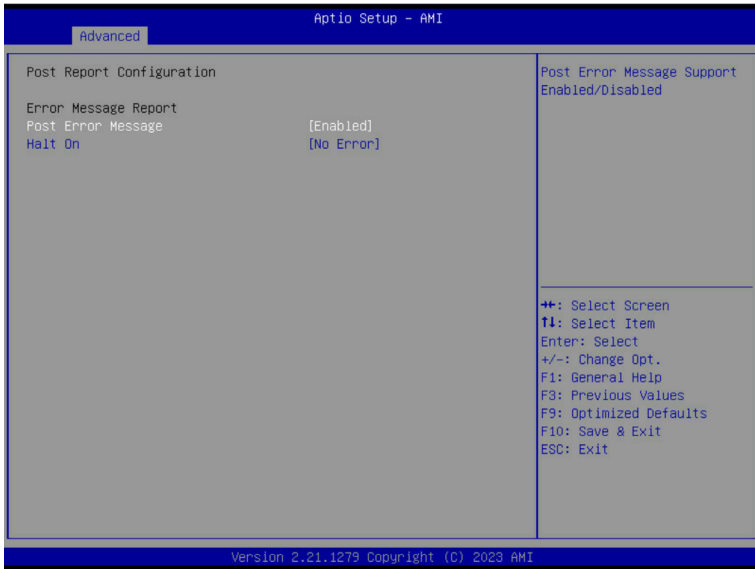 Aptio Setup – AMI
Advanced
Post Report Configuration
Error Message Report
Post Error Message [Enabled]
Halt On [No Error]
Post Error Message Support
Enabled/Disabled
→←: Select Screen
↑↓: Select Item
Enter: Select
+/-: Change Opt.
F1: General Help
F3: Previous Values
F9: Optimized Defaults
F10: Save & Exit
ESC: Exit
Version 2.21.1279 Copyright (C) 2023 AMI